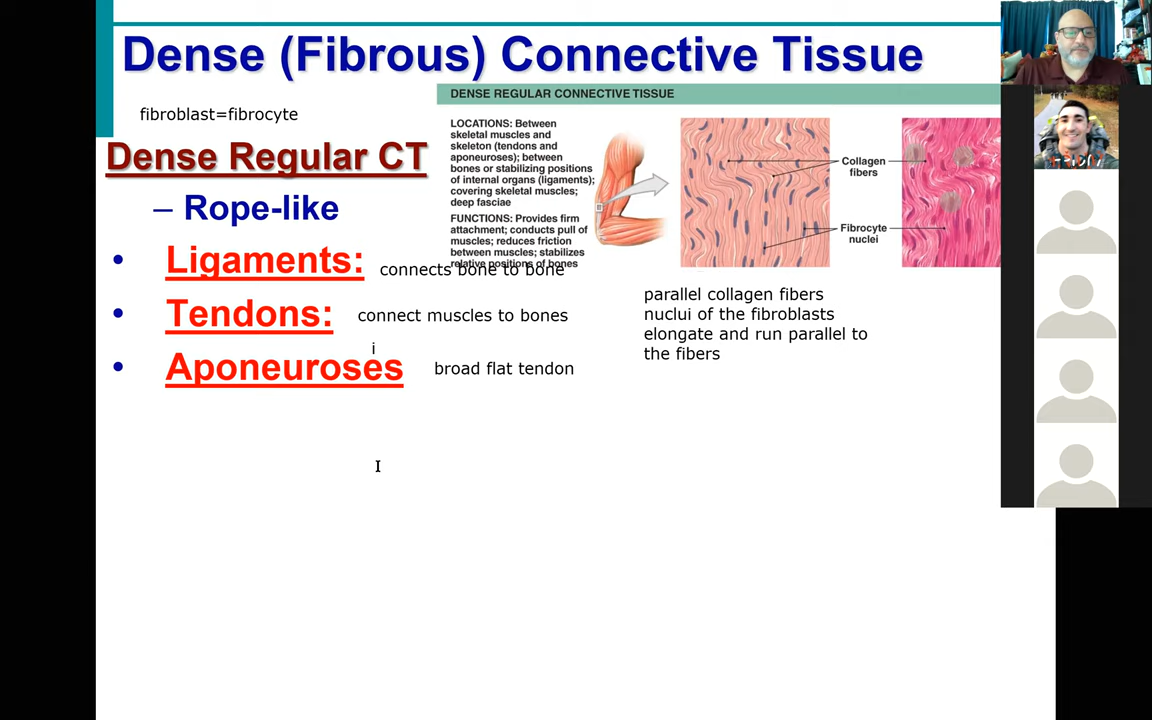 Dense (Fibrous) Connective Tissue
fibroblast=fibrocyte
DENSE REGULAR CONNECTIVE TISSUE
LOCATIONS: Between
skeletal muscles and
skeleton (tendons and
aponeuroses); between
bones or stabilizing positions
of internal organs (ligaments);
covering skeletal muscles;
deep fasciae
FUNCTIONS: Provides firm
attachment; conducts pull of
muscles; reduces friction
between muscles; stabilizes
relative positions of bones
Collagen
fibers
Fibrocyte
nuclei
Dense Regular CT
– Rope-like
• Ligaments: connects bone to bone
• Tendons: connect muscles to bones
i
• Aponeuroses broad flat tendon
parallel collagen fibers
nuclui of the fibroblasts
elongate and run parallel to
the fibers